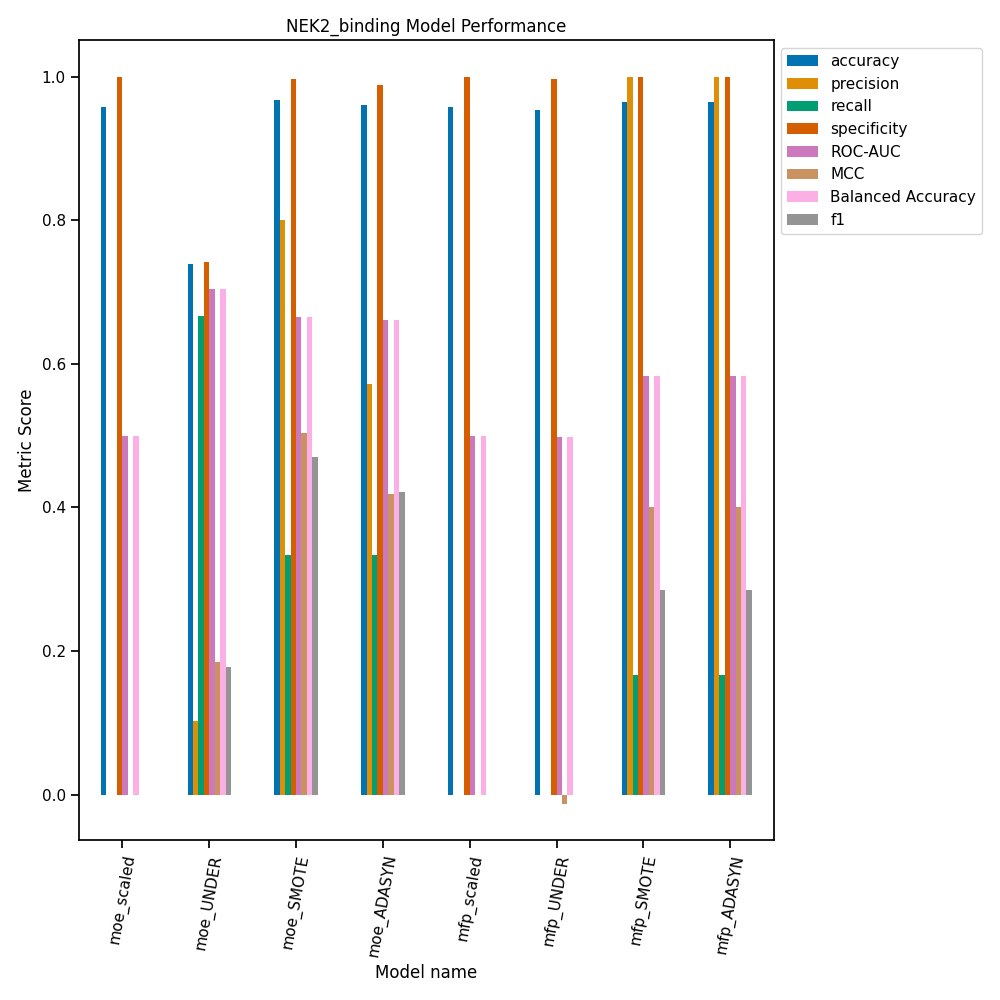 NEK2_binding Model Performance
accuracy
precision
recall
specificity
ROC-AUC
MCC
Balanced Accuracy
f1
Metric Score
1.0
0.8
0.6
0.4
0.2
0.0
moe_scaled
moe_UNDER
moe_SMOTE
moe_ADASYN
mfp_scaled
mfp_UNDER
mfp_SMOTE
mfp_ADASYN
Model name